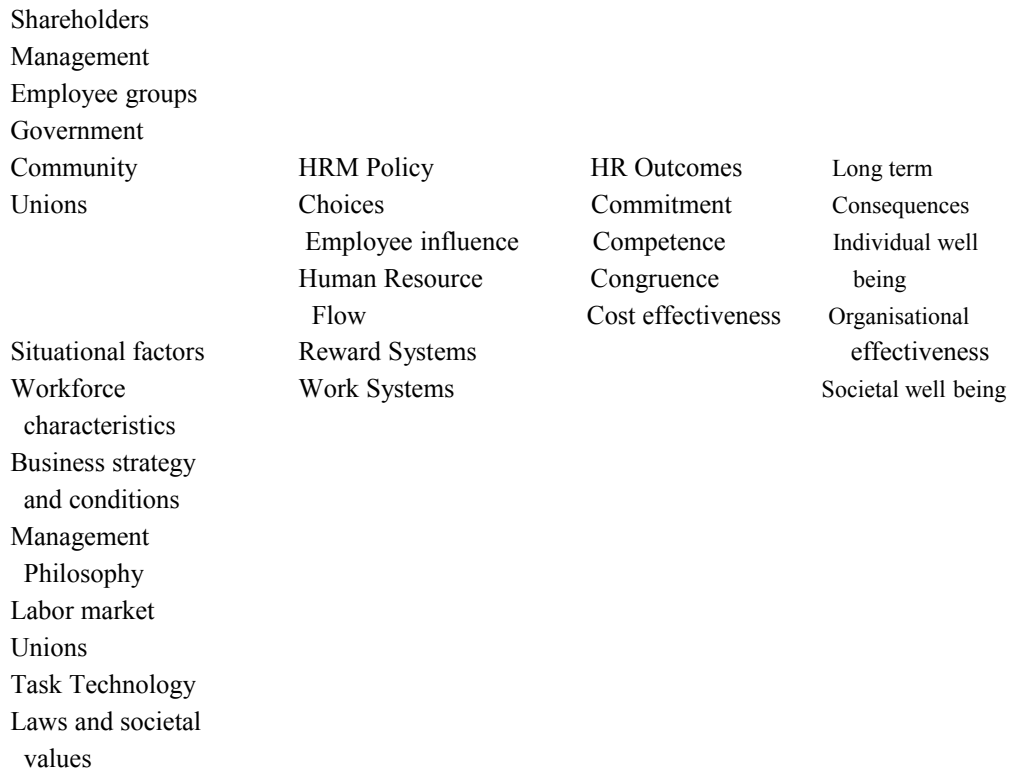 Shareholders
Management
Employee groups
Government
Community
Unions
Situational factors
Workforce
characteristics
Business strategy
and conditions
Management
Philosophy
Labor market
Unions
Task Technology
Laws and societal
values
HRM Policy
Choices
Employee influence
Human Resource
Flow
Reward Systems
Work Systems
HR Outcomes
Commitment
Competence
Congruence
Cost effectiveness
Long term
Consequences
Individual well
being
Organisational
effectiveness
Societal well being